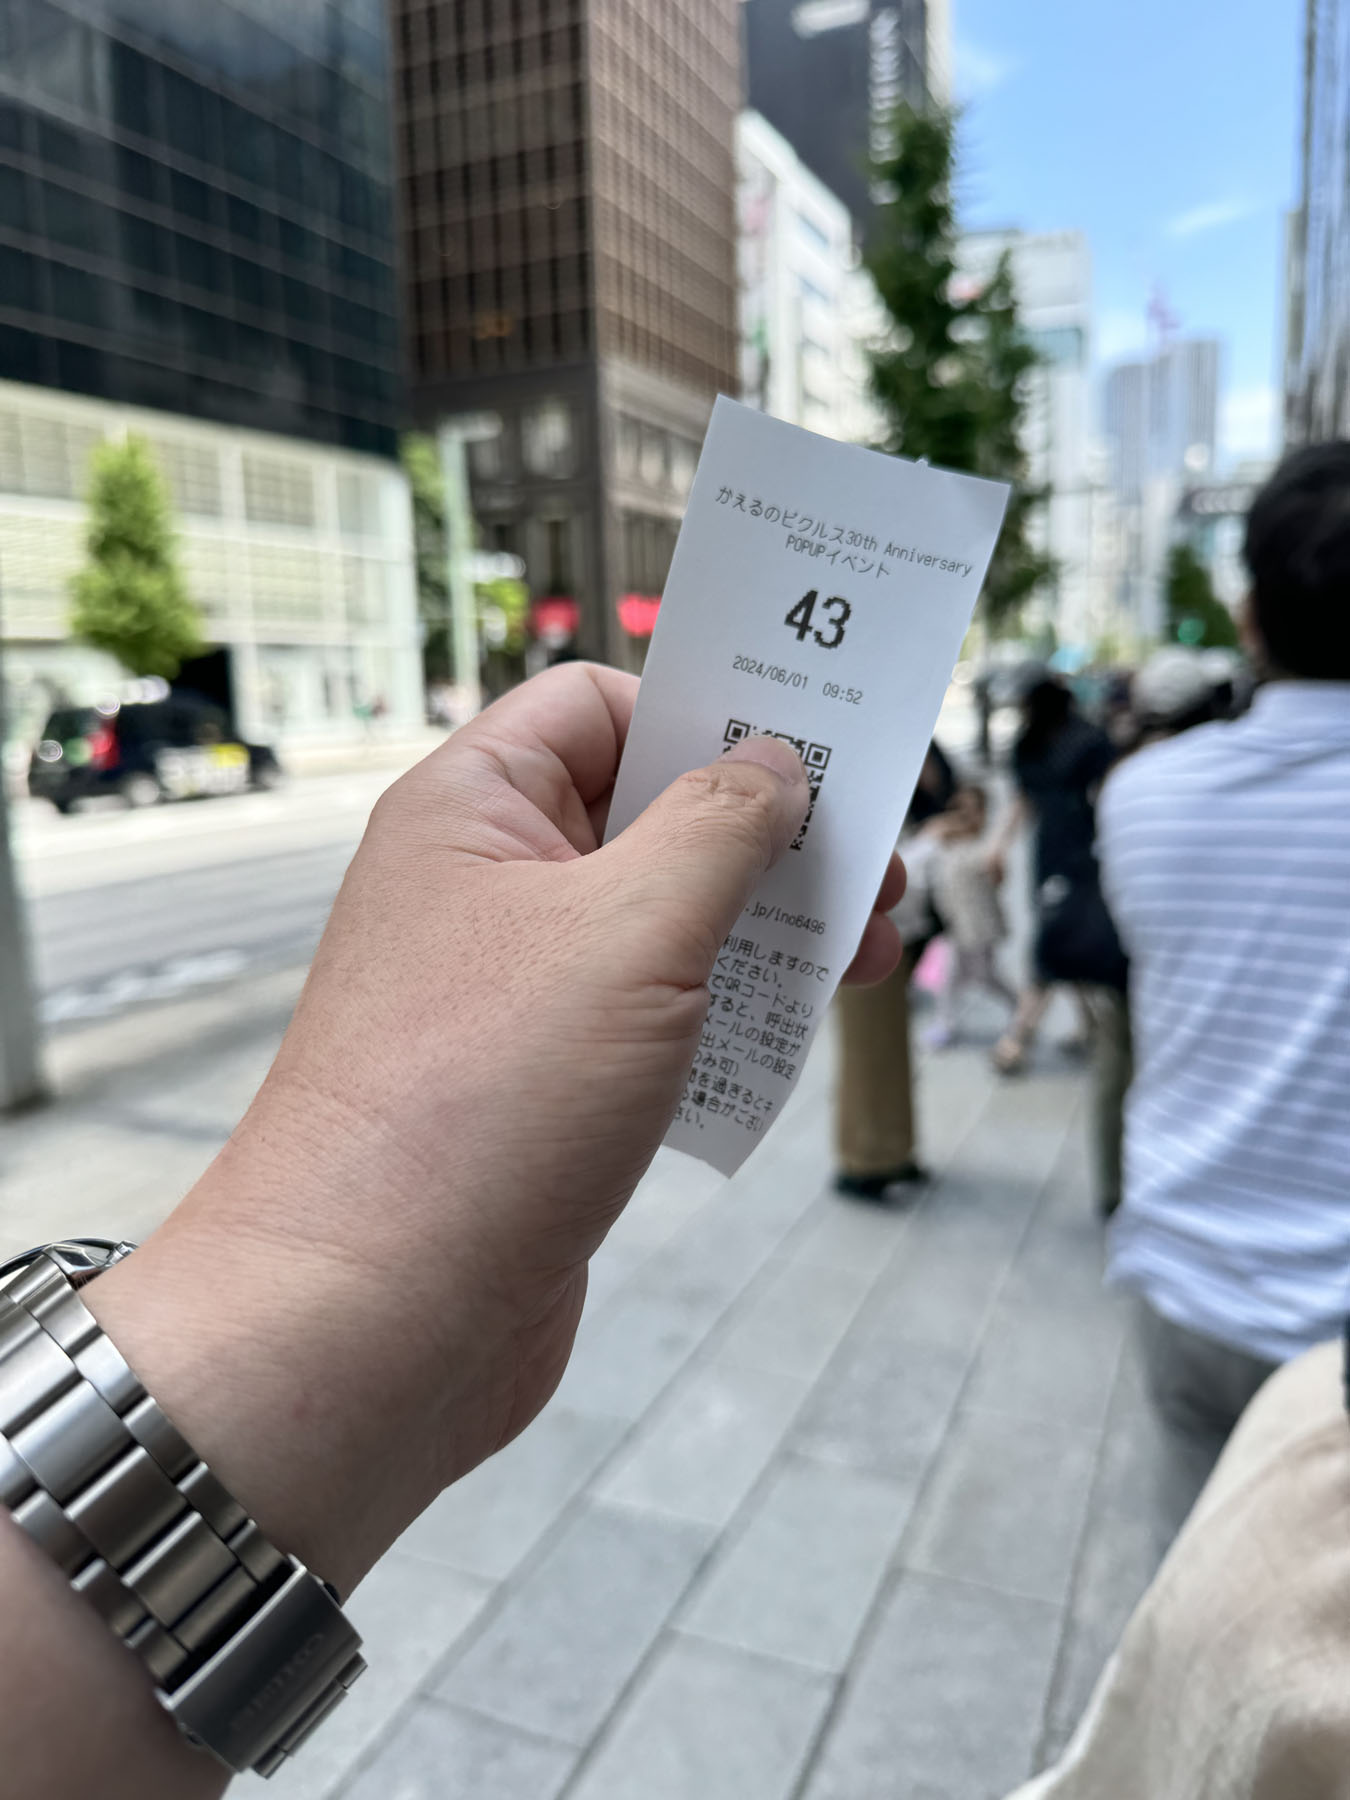 かえるのピクルス30th Anniversary
POPUPイベント
43
2024/06/01 09:52
.jp/ino6496
利用しますので
ください。
でQRコードより
すると、呼出状
メールの設定が
出メールの設定
のみ可)
を過ぎるとキ
場合がござい
さい。